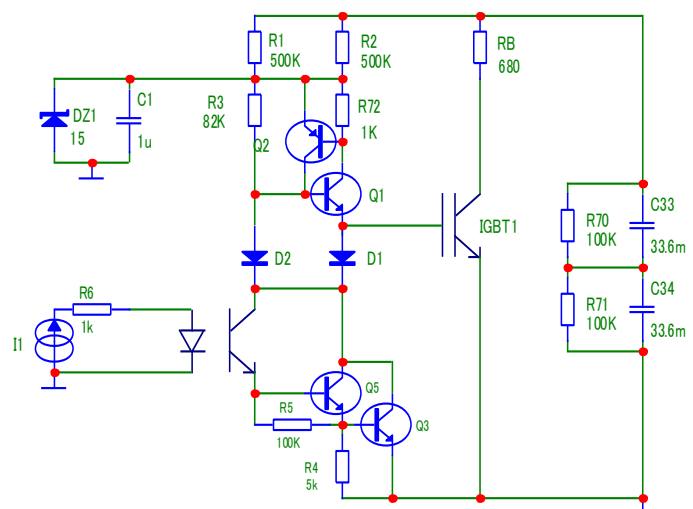 R1
500K
R2
500K
RB
680
C1
1u
DZ1
15
R3
82K
R72
1K
Q2
Q1
IGBT1
R70
100K
C33
33.6m
D2
D1
R71
100K
C34
33.6m
R6
1k
I1
Q5
R5
100K
Q3
R4
5k